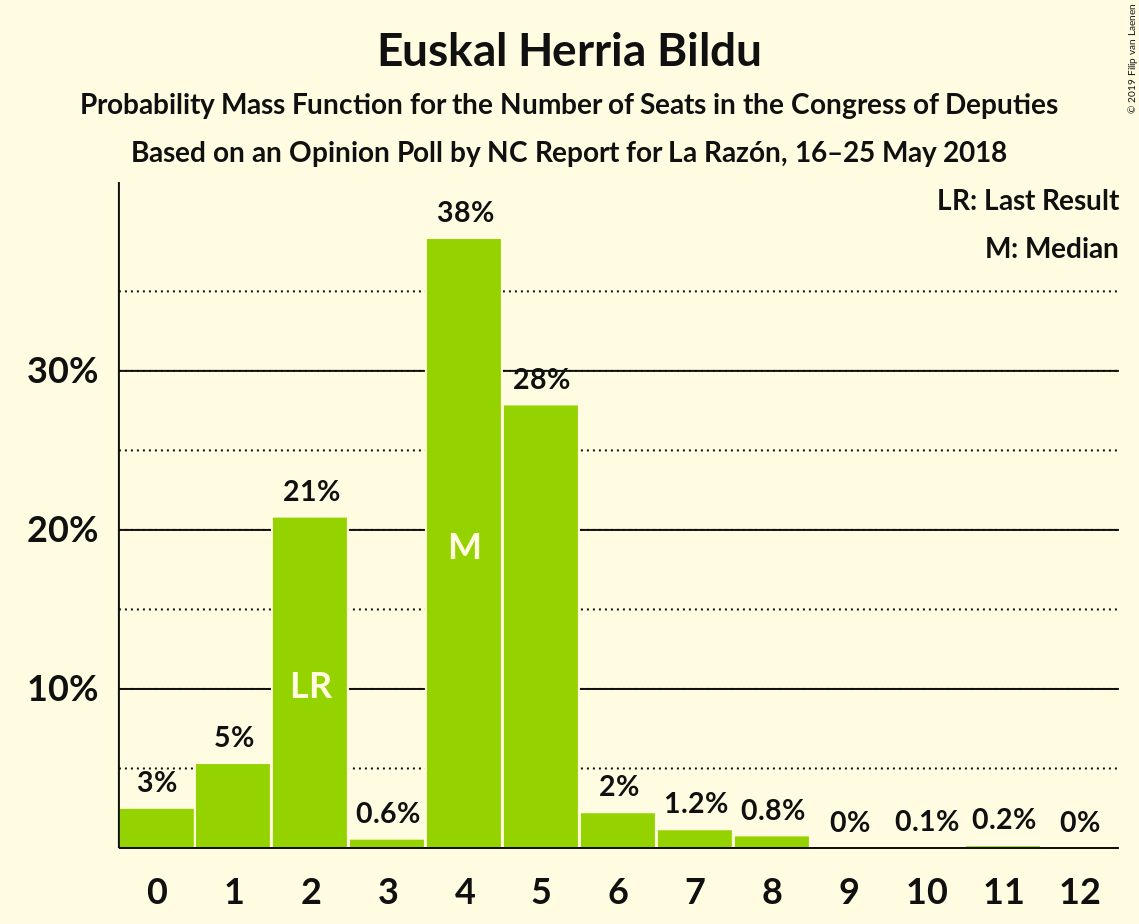 Euskal Herria Bildu
Probability Mass Function for the Number of Seats in the Congress of Deputies
Based on an Opinion Poll by NC Report for La Razón, 16–25 May 2018
© 2019 Filip van Laenen
LR: Last Result
M: Median
38%
30%
28%
21%
20%
M
LR
10%
5%
3%
2%
1.2%
0.8%
0.6%
0%
0.1%
0.2%
0%
0 1 2 3 4 5 6 7 8 9 10 11 12